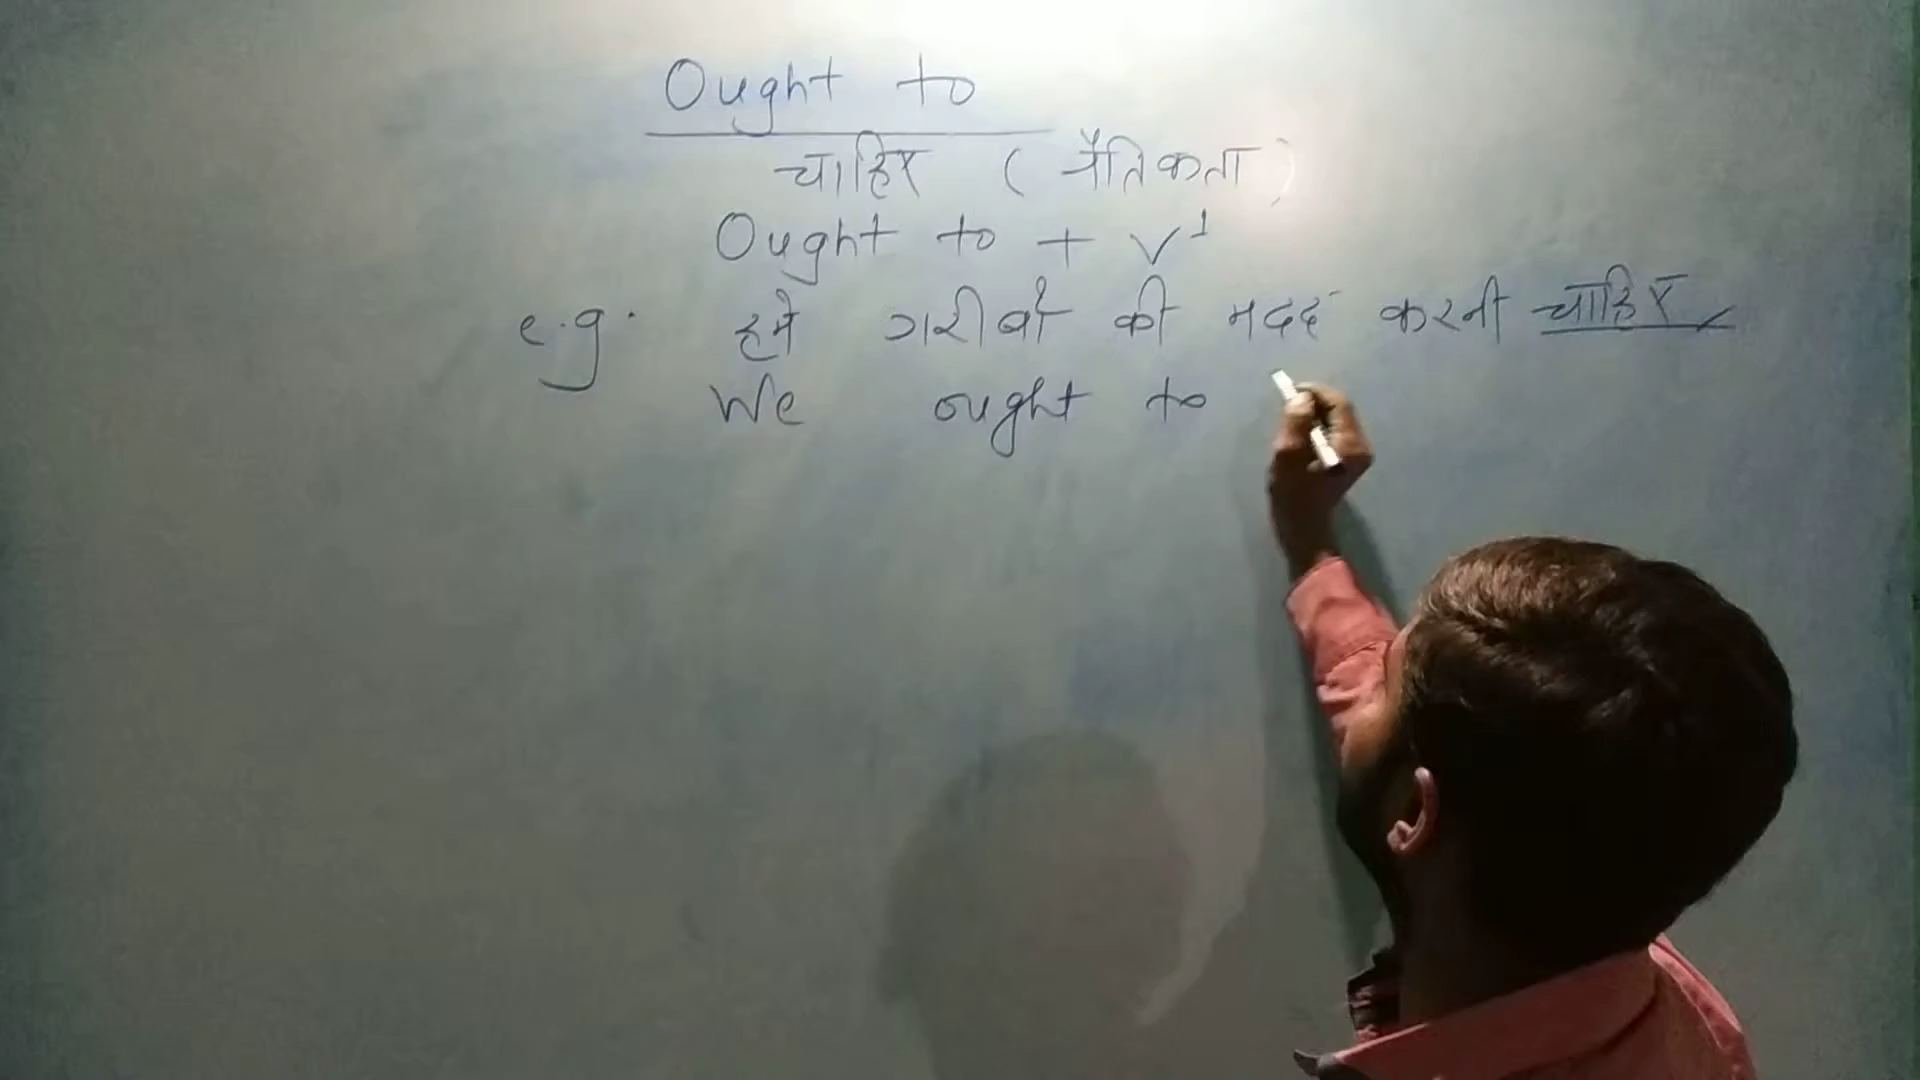 Ought to
चाहिए ( नैतिकता )
Ought to + V¹
e.g. हमे गरीबों की मदद करनी चाहिए
We ought to